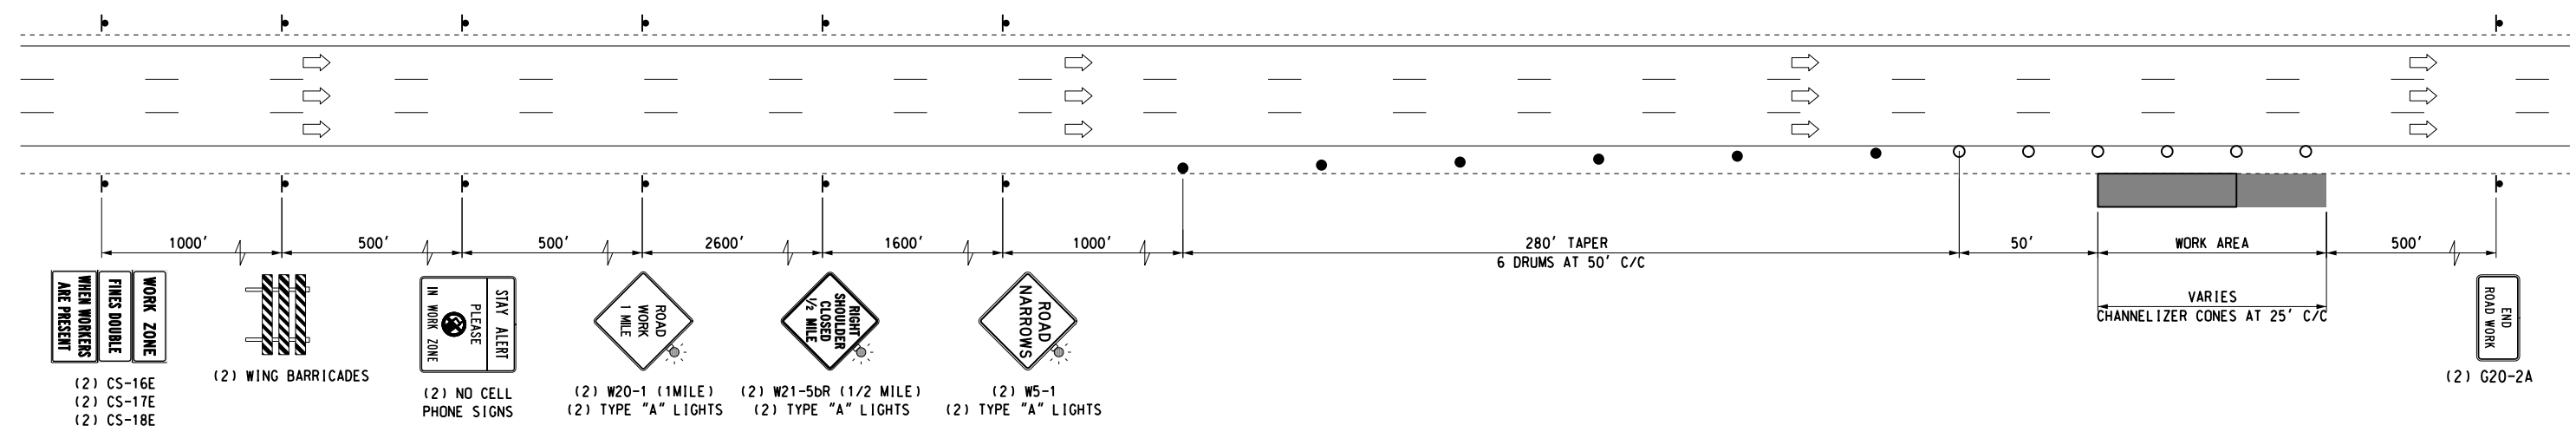 1000'
500'
500'
2600'
1600'
1000'
280' TAPER
6 DRUMS AT 50' C/C
50'
WORK AREA
500'
VARIES
CHANNELIZER CONES AT 25' C/C
WORK ZONE
FINES DOUBLE
WHEN WORKERS
ARE PRESENT
(2) CS-16E
(2) CS-17E
(2) CS-18E
(2) WING BARRICADES
STAY ALERT
PLEASE
IN WORK ZONE
(2) NO CELL
PHONE SIGNS
ROAD
WORK
1 MILE
(2) W20-1 (1MILE)
(2) TYPE "A" LIGHTS
RIGHT
SHOULDER
CLOSED
1/2 MILE
(2) W21-5bR (1/2 MILE)
(2) TYPE "A" LIGHTS
ROAD
NARROWS
(2) W5-1
(2) TYPE "A" LIGHTS
END
ROAD WORK
(2) G20-2A